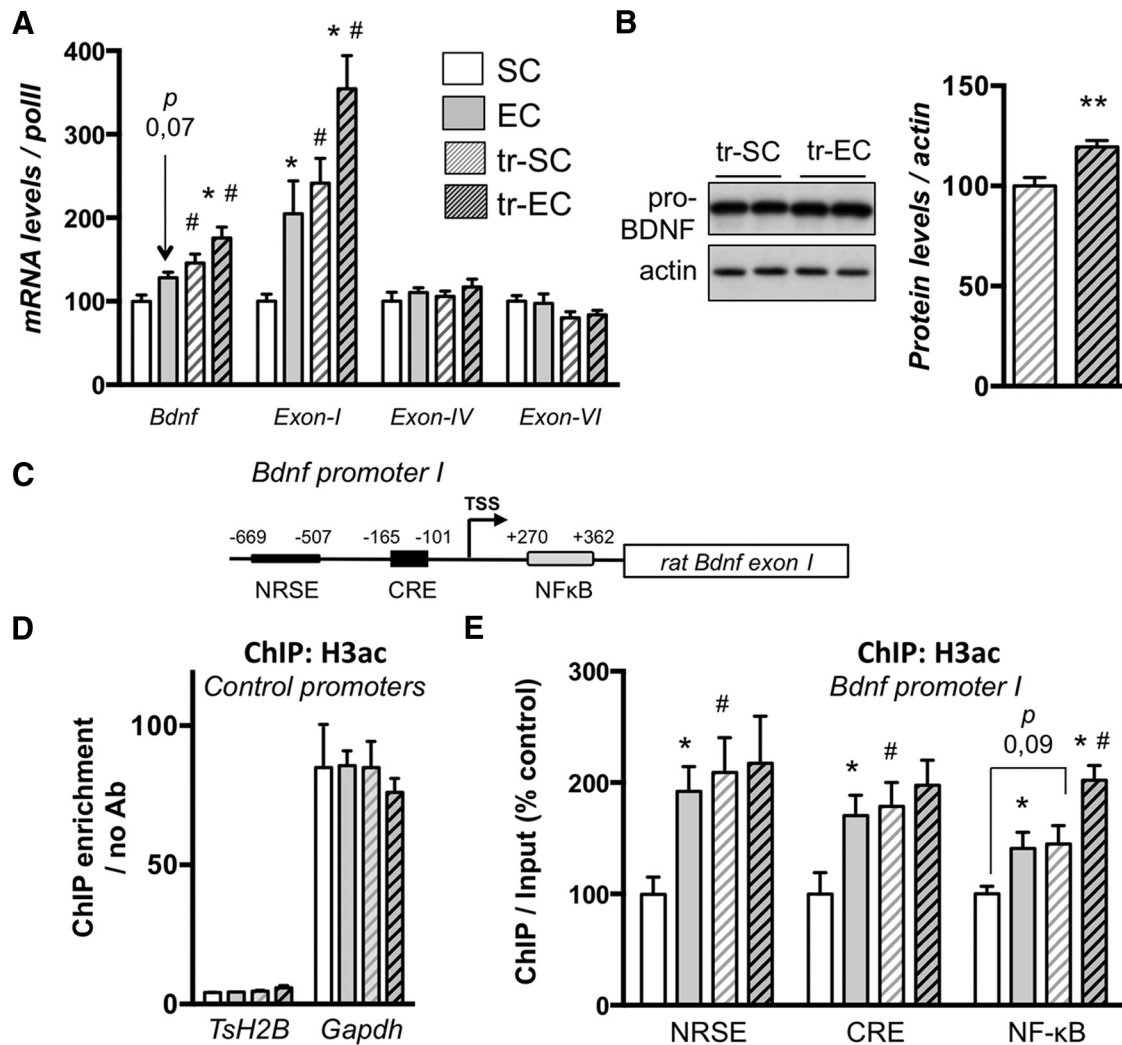 A
mRNA levels / polII
400
300
200
100
0
p
0,07
#
* #
*
#
* #
SC
EC
tr-SC
tr-EC
Bdnf
Exon-I
Exon-IV
Exon-VI
B
tr-SC
tr-EC
pro-
BDNF
actin
Protein levels / actin
150
100
50
0
**
C
Bdnf promoter I
TSS
-669
-507
-165
-101
+270
+362
NRSE
CRE
NFκB
rat Bdnf exon I
D
ChIP: H3ac
Control promoters
ChIP enrichment
/ no Ab
100
50
0
TsH2B
Gapdh
E
ChIP: H3ac
Bdnf promoter I
ChIP / Input (% control)
300
200
100
0
*
#
*
#
p
0,09
*
* #
NRSE
CRE
NF-κB